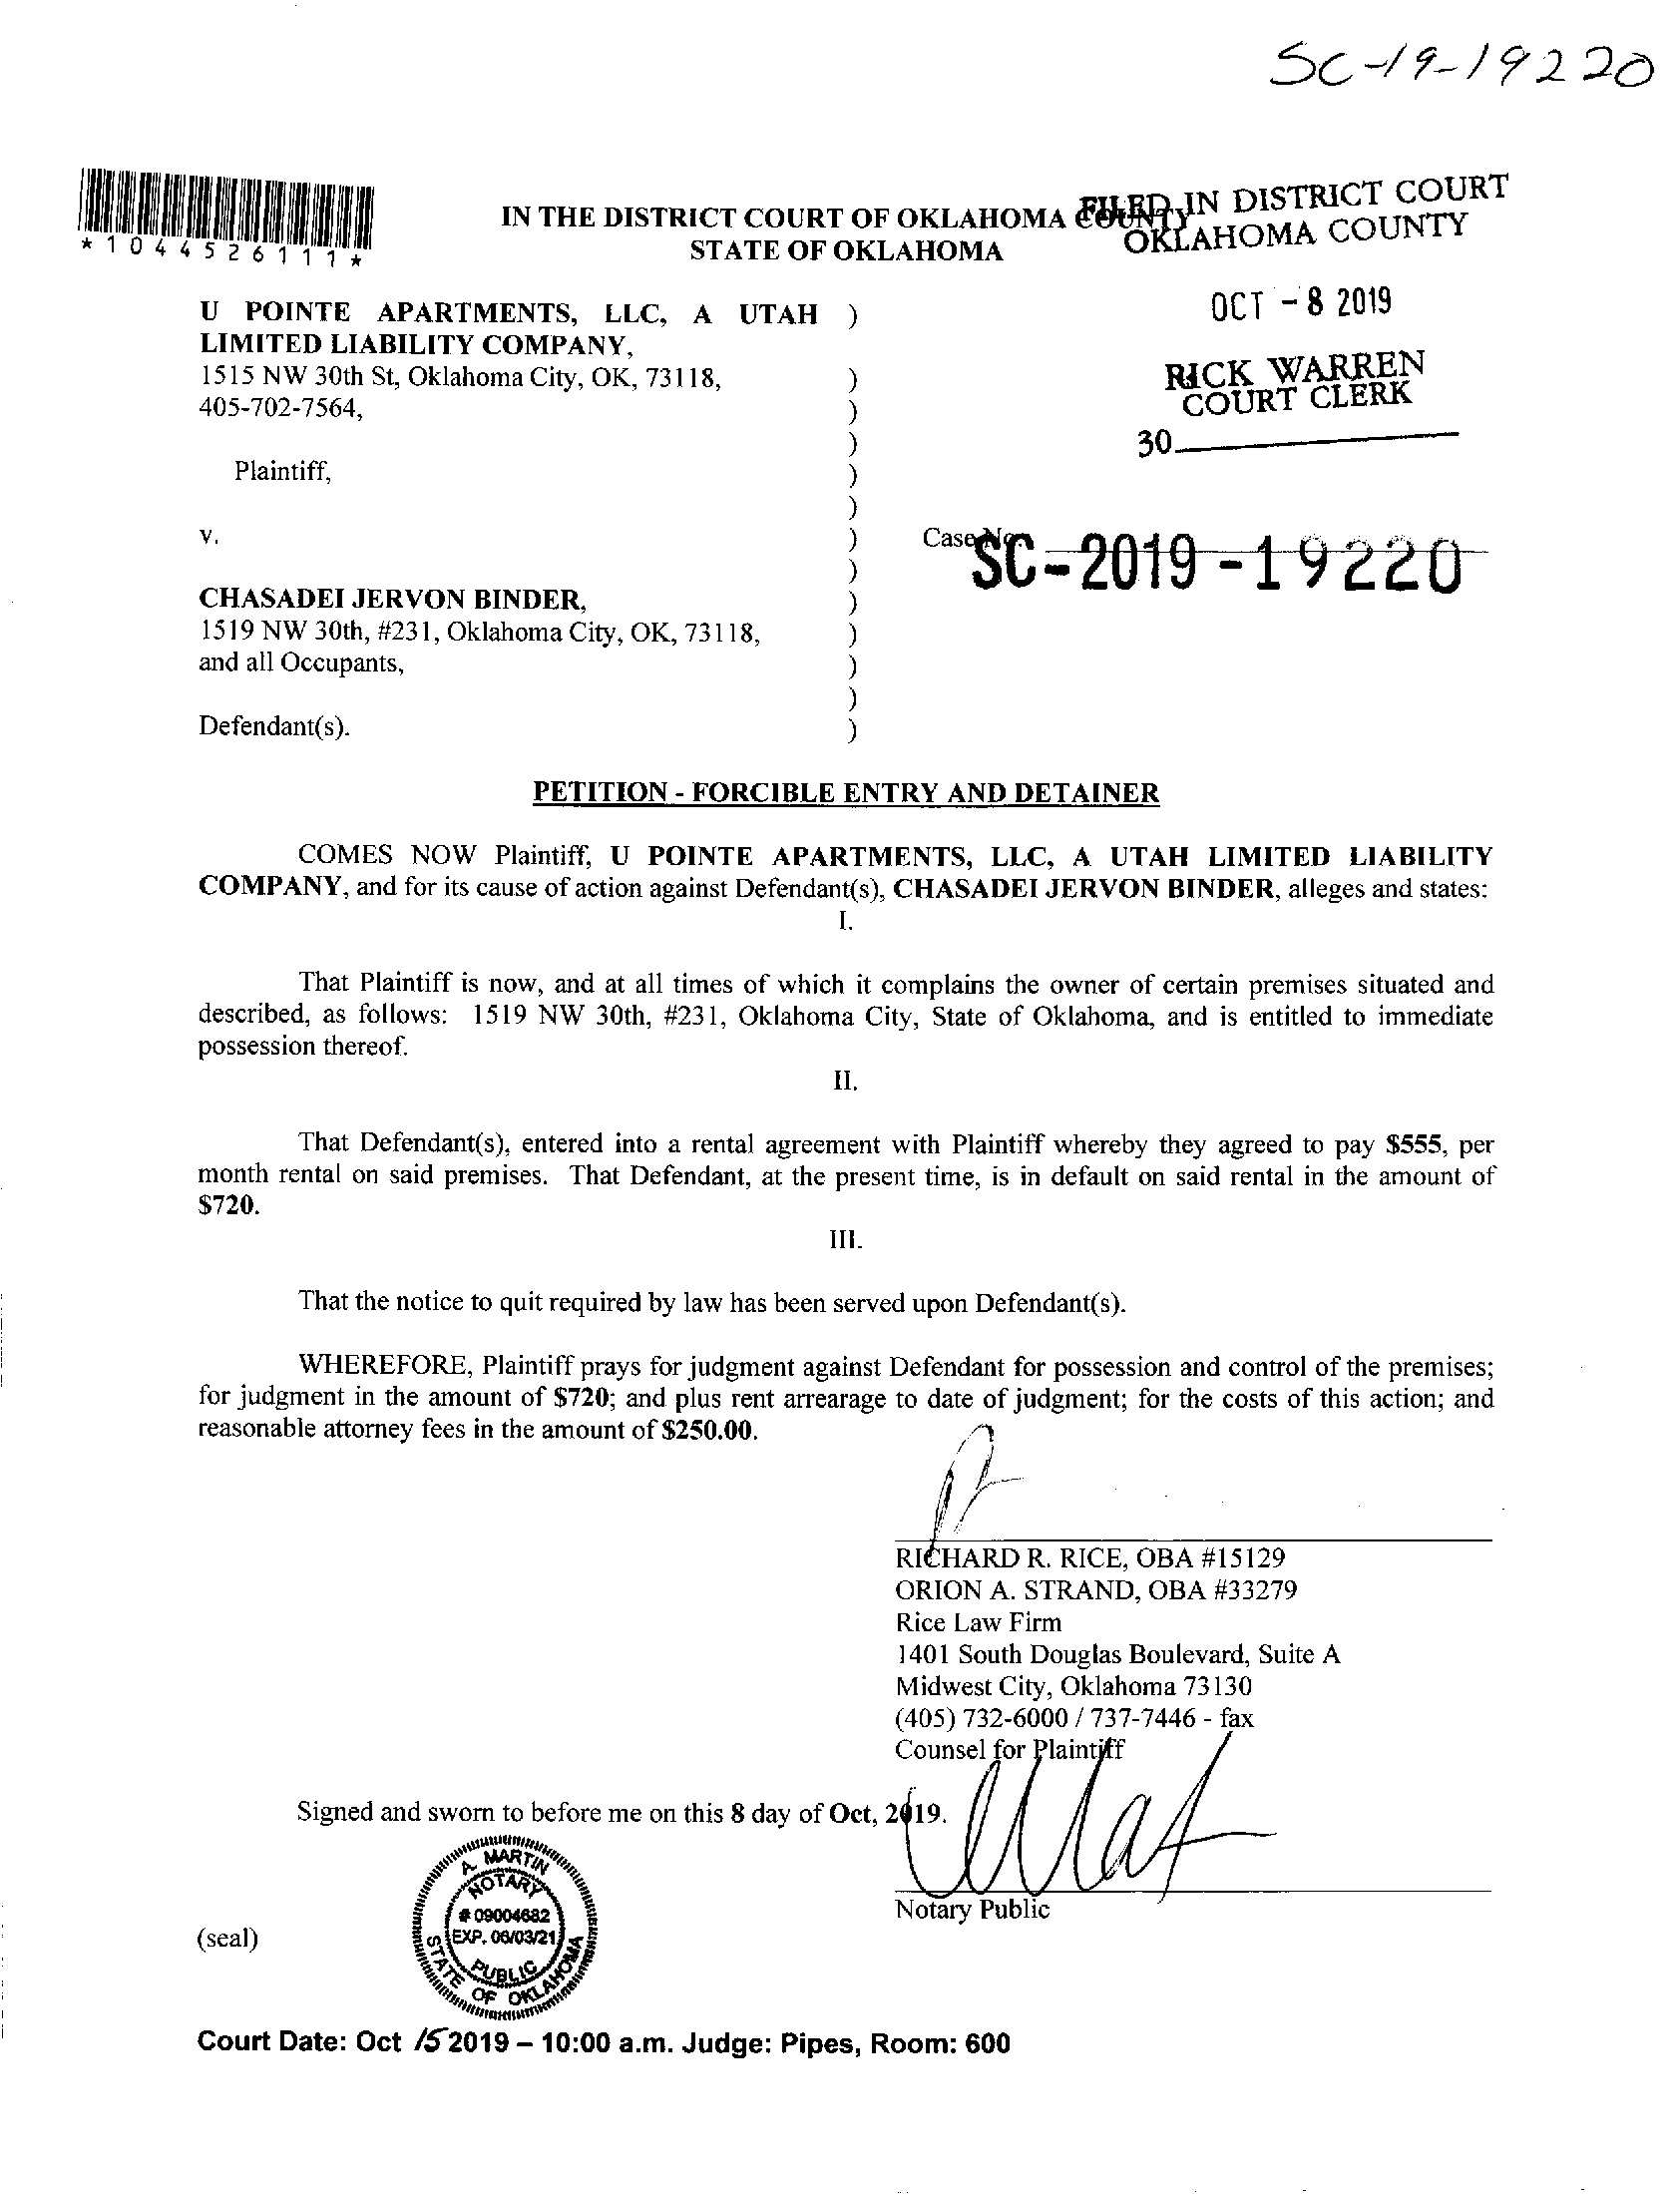 SC-19-19220
*1044526111*
IN THE DISTRICT COURT OF OKLAHOMA COUNTY
STATE OF OKLAHOMA
FILED IN DISTRICT COURT
OKLAHOMA COUNTY
OCT - 8 2019
RICK WARREN
COURT CLERK
30
U POINTE APARTMENTS, LLC, A UTAH )
LIMITED LIABILITY COMPANY,
1515 NW 30th St, Oklahoma City, OK, 73118, )
405-702-7564, )
)
Plaintiff, )
)
v. )
)
Case No. SC-2019-19220
CHASADEI JERVON BINDER, )
1519 NW 30th, #231, Oklahoma City, OK, 73118, )
and all Occupants, )
)
Defendant(s). )
PETITION - FORCIBLE ENTRY AND DETAINER
COMES NOW Plaintiff, U POINTE APARTMENTS, LLC, A UTAH LIMITED LIABILITY
COMPANY, and for its cause of action against Defendant(s), CHASADEI JERVON BINDER, alleges and states:
I.
That Plaintiff is now, and at all times of which it complains the owner of certain premises situated and
described, as follows: 1519 NW 30th, #231, Oklahoma City, State of Oklahoma, and is entitled to immediate
possession thereof.
II.
That Defendant(s), entered into a rental agreement with Plaintiff whereby they agreed to pay $555, per
month rental on said premises. That Defendant, at the present time, is in default on said rental in the amount of
$720.
III.
That the notice to quit required by law has been served upon Defendant(s).
WHEREFORE, Plaintiff prays for judgment against Defendant for possession and control of the premises;
for judgment in the amount of $720; and plus rent arrearage to date of judgment; for the costs of this action; and
reasonable attorney fees in the amount of $250.00.
RICHARD R. RICE, OBA #15129
ORION A. STRAND, OBA #33279
Rice Law Firm
1401 South Douglas Boulevard, Suite A
Midwest City, Oklahoma 73130
(405) 732-6000 / 737-7446 - fax
Counsel for Plaintiff
Signed and sworn to before me on this 8 day of Oct, 2019.
Notary Public
(seal)
A. MARTIN
NOTARY
# 09004682
EXP. 06/03/21
PUBLIC
STATE OF OKLAHOMA
Court Date: Oct 15 2019 – 10:00 a.m. Judge: Pipes, Room: 600